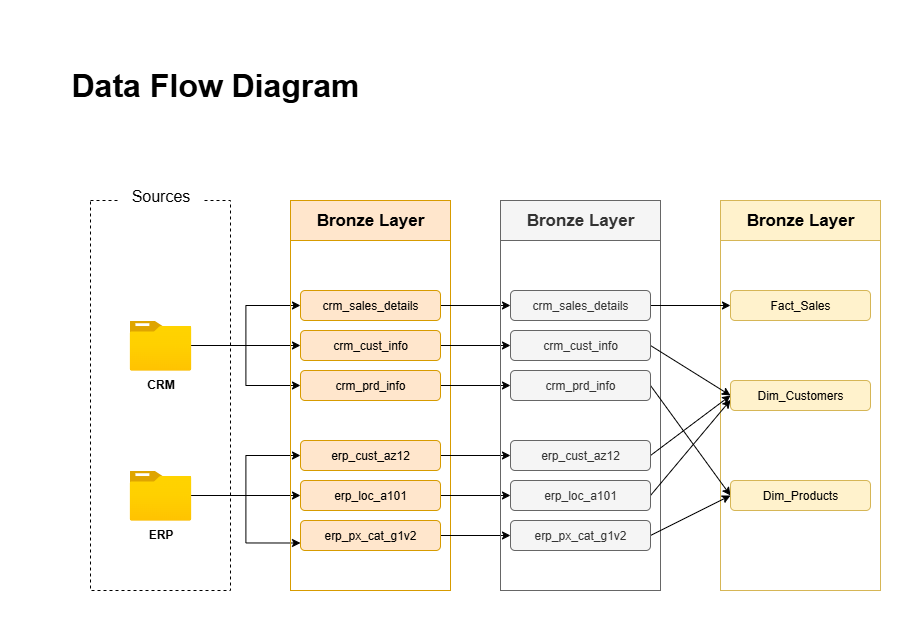 Data Flow Diagram
Sources
Bronze Layer
Bronze Layer
Bronze Layer
crm_sales_details
crm_sales_details
Fact_Sales
crm_cust_info
crm_cust_info
CRM
crm_prd_info
crm_prd_info
Dim_Customers
erp_cust_az12
erp_cust_az12
erp_loc_a101
erp_loc_a101
Dim_Products
ERP
erp_px_cat_g1v2
erp_px_cat_g1v2